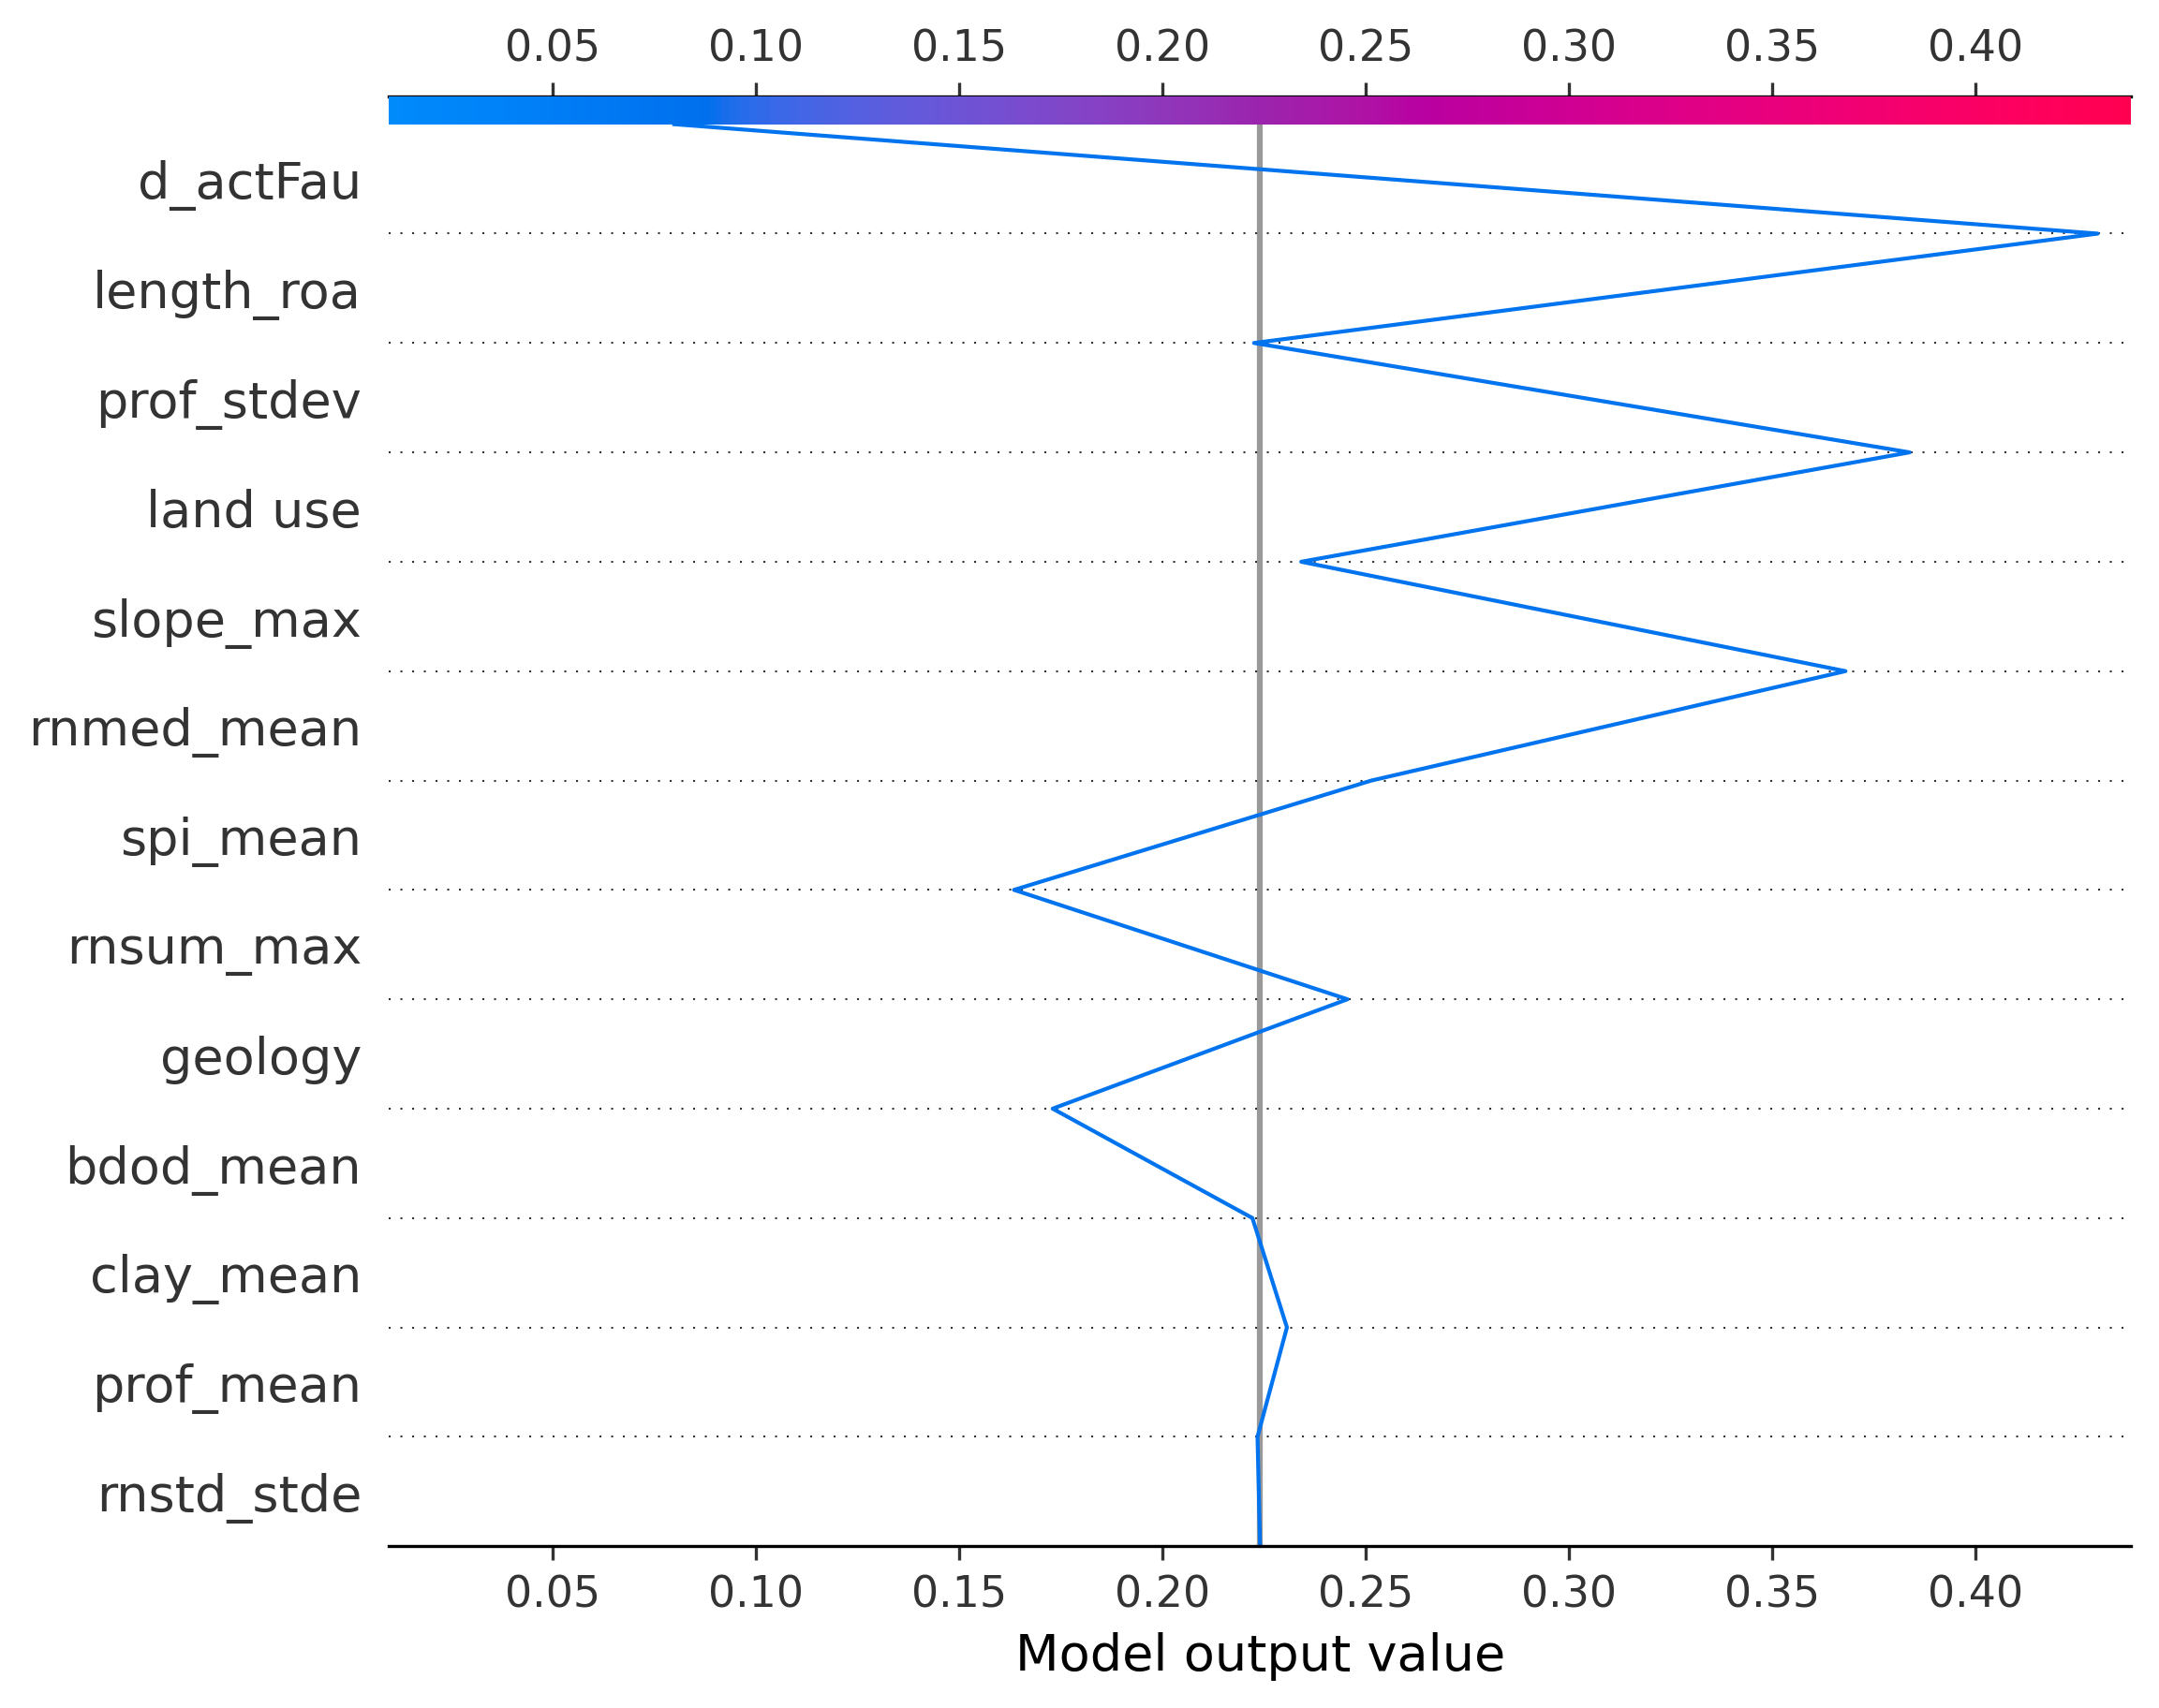 0.05 0.10 0.15 0.20 0.25 0.30 0.35 0.40
d_actFau
length_roa
prof_stdev
land use
slope_max
rnmed_mean
spi_mean
rnsum_max
geology
bdod_mean
clay_mean
prof_mean
rnstd_stde
0.05 0.10 0.15 0.20 0.25 0.30 0.35 0.40
Model output value